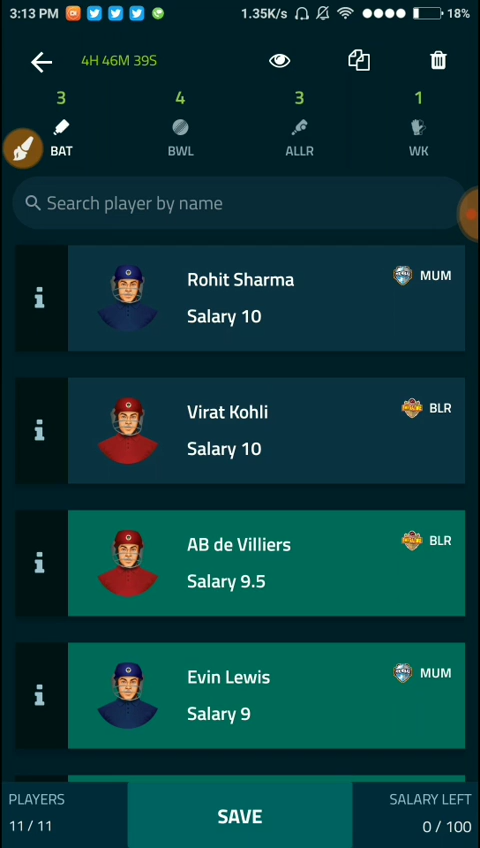 3:13 PM 1.35K/s 18%
4H 46M 39S
3 4 3 1
BAT BWL ALLR WK
Search player by name
Rohit Sharma MUM
Salary 10
Virat Kohli BLR
Salary 10
AB de Villiers BLR
Salary 9.5
Evin Lewis MUM
Salary 9
PLAYERS SAVE SALARY LEFT
11 / 11 0 / 100